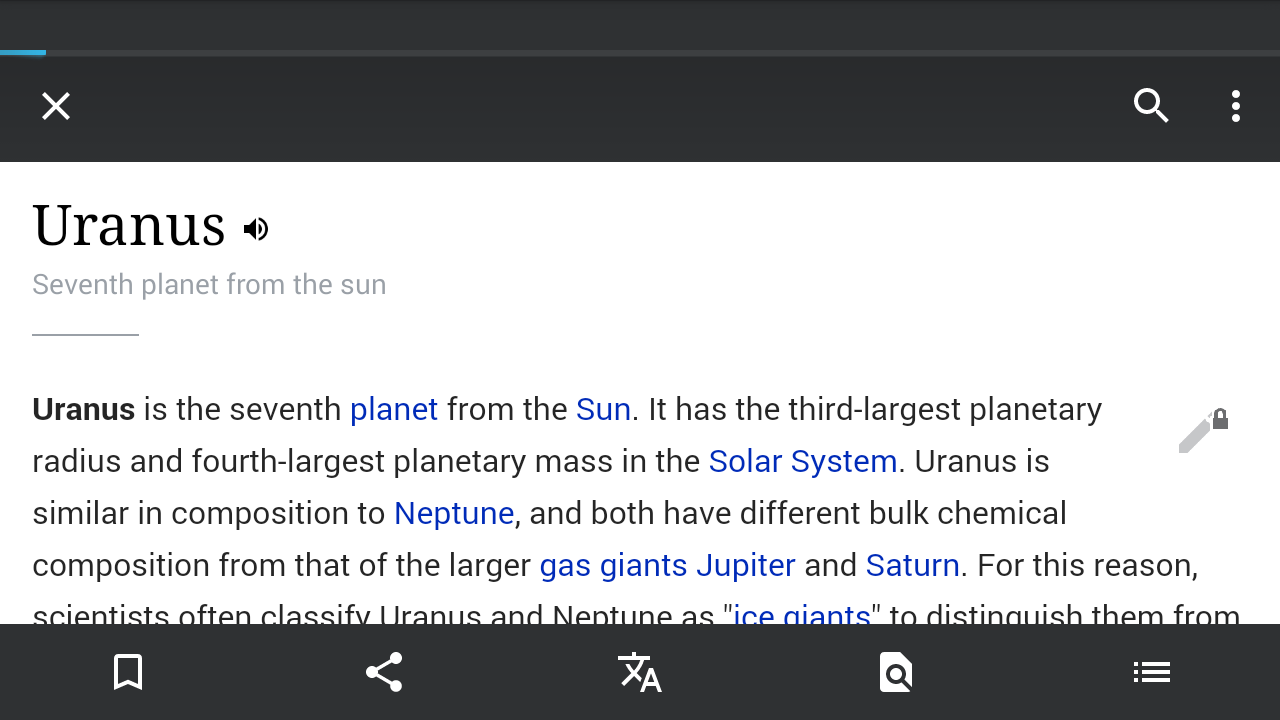 Uranus
Seventh planet from the sun
Uranus is the seventh planet from the Sun. It has the third-largest planetary
radius and fourth-largest planetary mass in the Solar System. Uranus is
similar in composition to Neptune, and both have different bulk chemical
composition from that of the larger gas giants Jupiter and Saturn. For this reason,
scientists often classify Uranus and Neptune as "ice giants" to distinguish them from